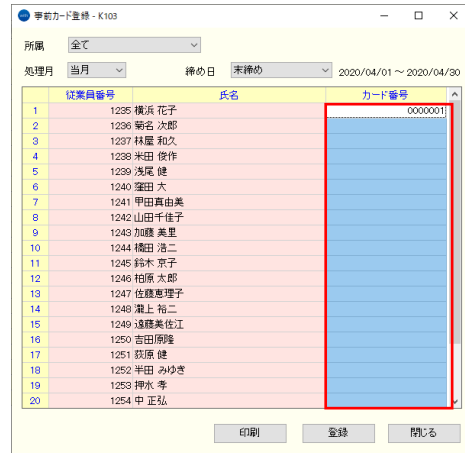 事前カード登録 - K103
所属 全て
処理月 当月 締め日 末締め 2020/04/01 ~ 2020/04/30
従業員番号 氏名 カード番号
1 1235 横浜 花子 0000001
2 1236 菊名 次郎
3 1237 林屋 和久
4 1238 米田 俊作
5 1239 浅尾 健
6 1240 窪田 大
7 1241 甲田真由美
8 1242 山田千佳子
9 1243 加藤 美里
10 1244 橋田 浩二
11 1245 鈴木 京子
12 1246 柏原 太郎
13 1247 佐藤恵理子
14 1248 瀧上 裕二
15 1249 遠藤美佐江
16 1250 吉田原隆
17 1251 荻原 健
18 1252 半田 みゆき
19 1253 押水 孝
20 1254 中 正弘
印刷 登録 閉じる